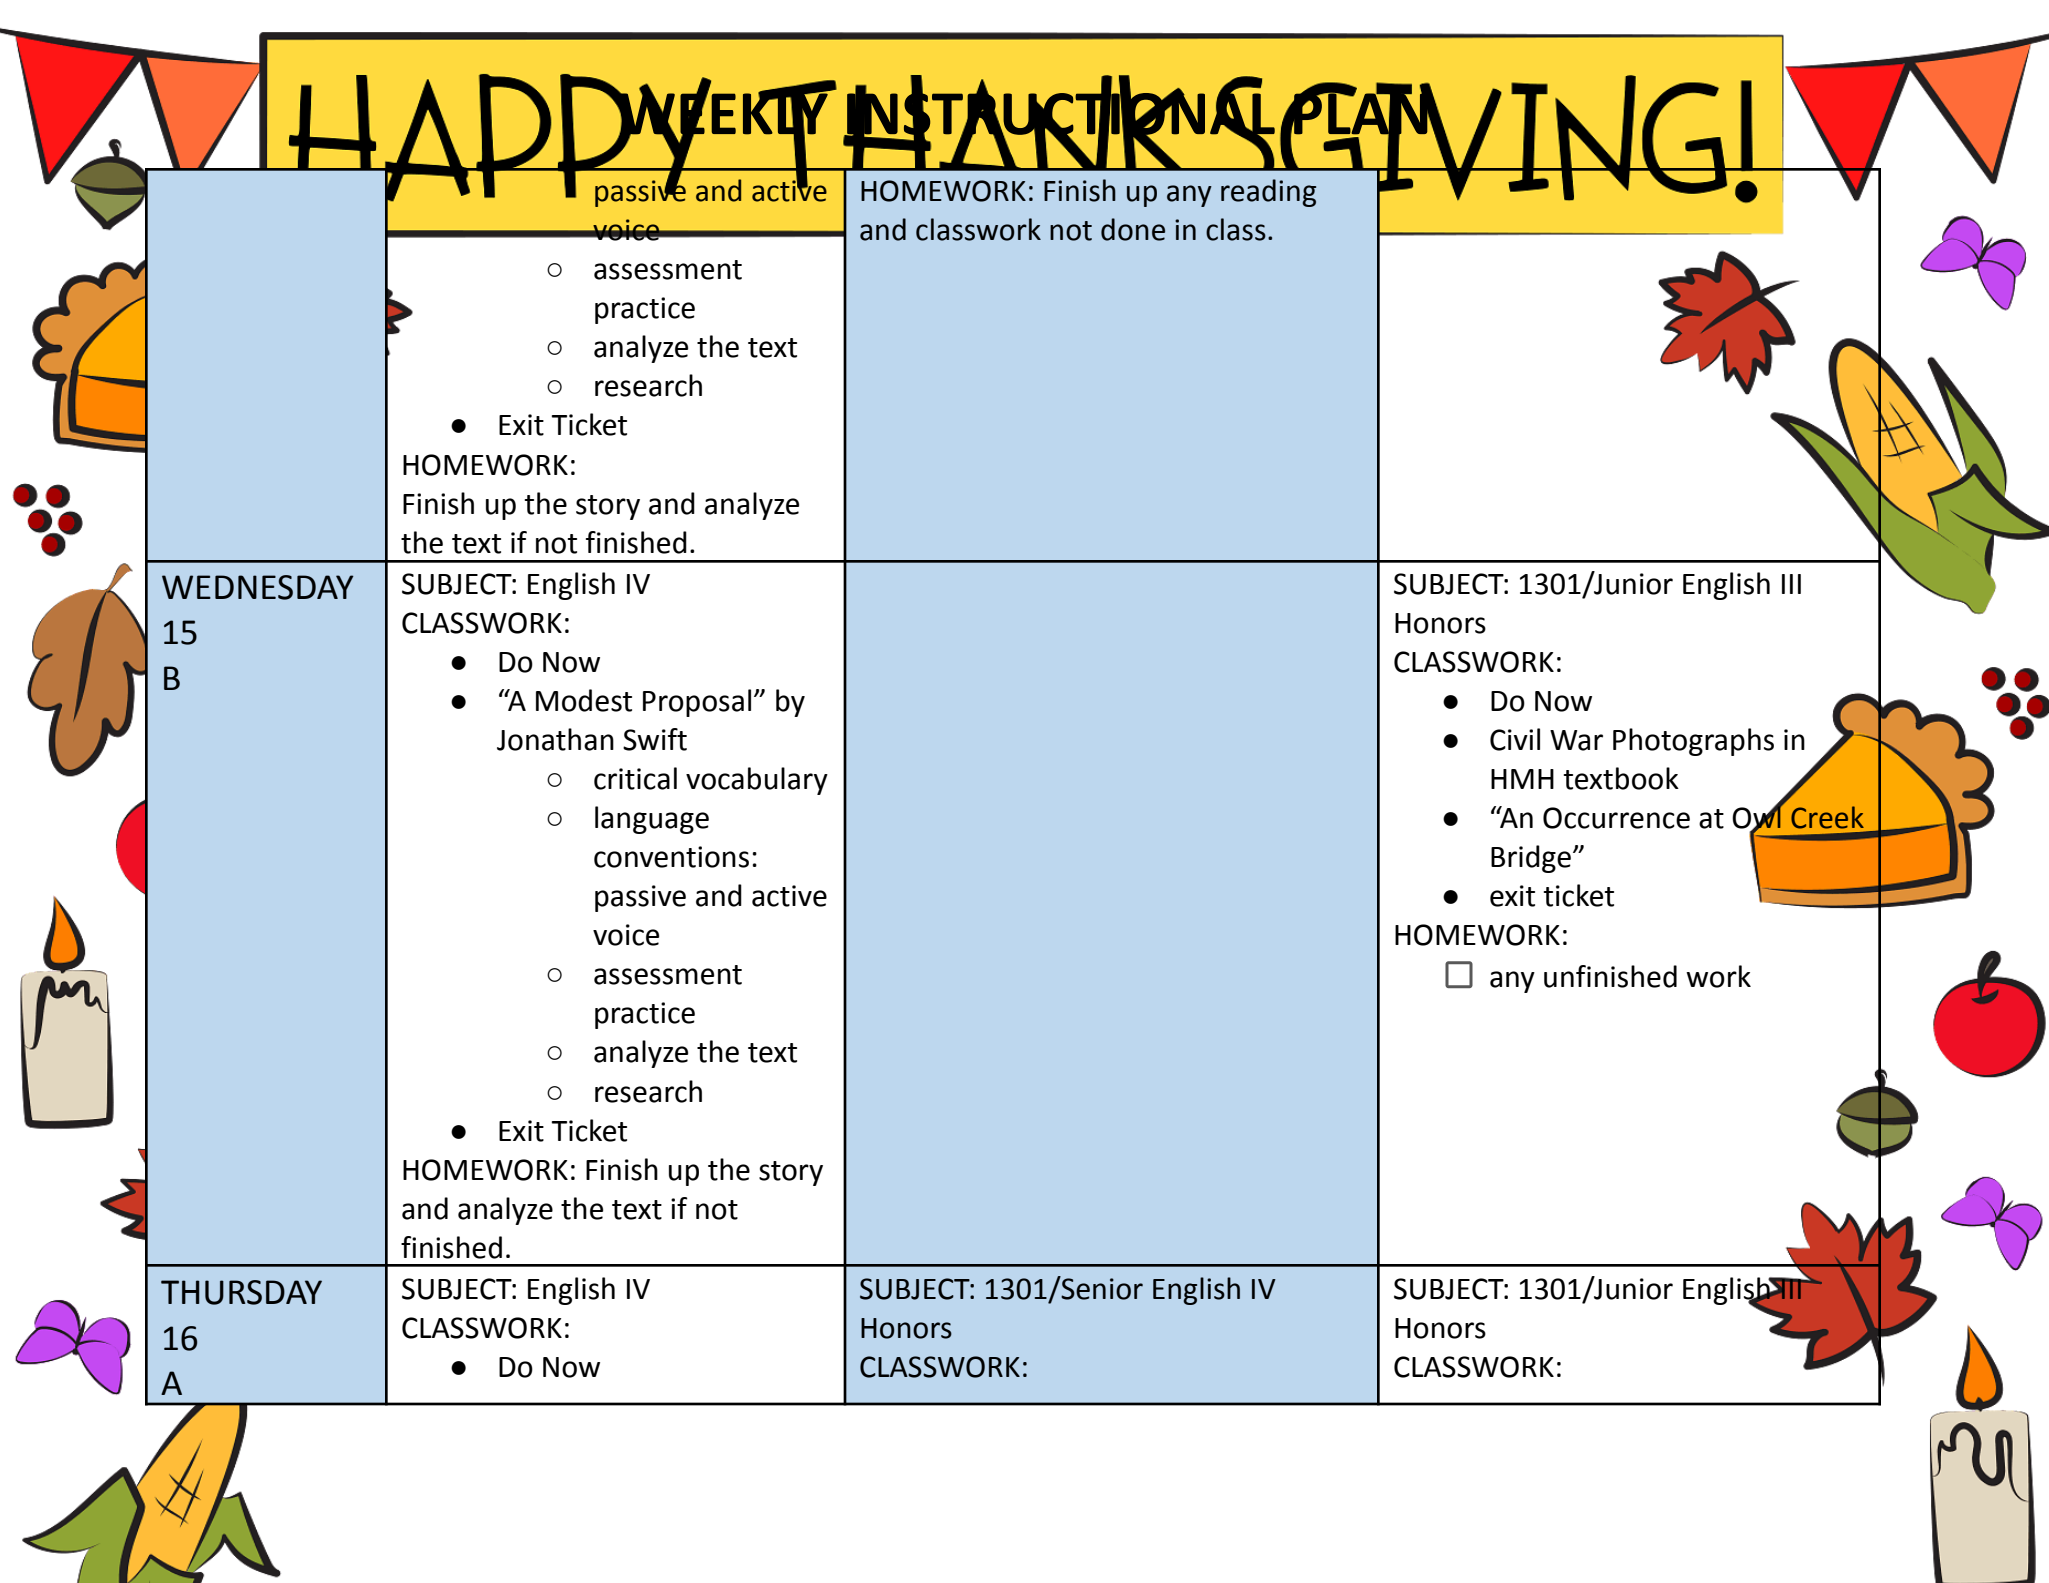 HAPPY THANKSGIVING!
WEEKLY INSTRUCTIONAL PLAN
passive and active
voice
○ assessment
practice
○ analyze the text
○ research
● Exit Ticket
HOMEWORK:
Finish up the story and analyze
the text if not finished.
HOMEWORK: Finish up any reading
and classwork not done in class.
WEDNESDAY
15
B
SUBJECT: English IV
CLASSWORK:
● Do Now
● “A Modest Proposal” by
Jonathan Swift
○ critical vocabulary
○ language
conventions:
passive and active
voice
○ assessment
practice
○ analyze the text
○ research
● Exit Ticket
HOMEWORK: Finish up the story
and analyze the text if not
finished.
SUBJECT: 1301/Junior English III
Honors
CLASSWORK:
● Do Now
● Civil War Photographs in
HMH textbook
● “An Occurrence at Owl Creek
Bridge”
● exit ticket
HOMEWORK:
☐ any unfinished work
THURSDAY
16
A
SUBJECT: English IV
CLASSWORK:
● Do Now
SUBJECT: 1301/Senior English IV
Honors
CLASSWORK:
SUBJECT: 1301/Junior English III
Honors
CLASSWORK: